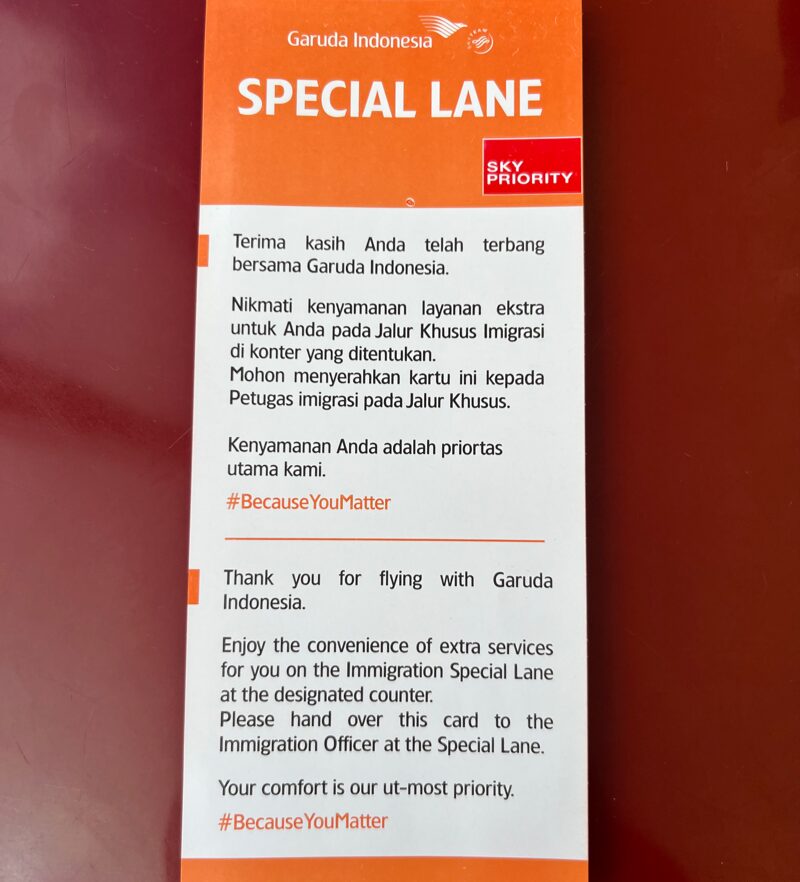 Garuda Indonesia
SPECIAL LANE
SKY
PRIORITY
Terima kasih Anda telah terbang
bersama Garuda Indonesia.
Nikmati kenyamanan layanan ekstra
untuk Anda pada Jalur Khusus Imigrasi
di konter yang ditentukan.
Mohon menyerahkan kartu ini kepada
Petugas imigrasi pada Jalur Khusus.
Kenyamanan Anda adalah priortas
utama kami.
#BecauseYouMatter
Thank you for flying with Garuda
Indonesia.
Enjoy the convenience of extra services
for you on the Immigration Special Lane
at the designated counter.
Please hand over this card to the
Immigration Officer at the Special Lane.
Your comfort is our ut-most priority.
#BecauseYouMatter